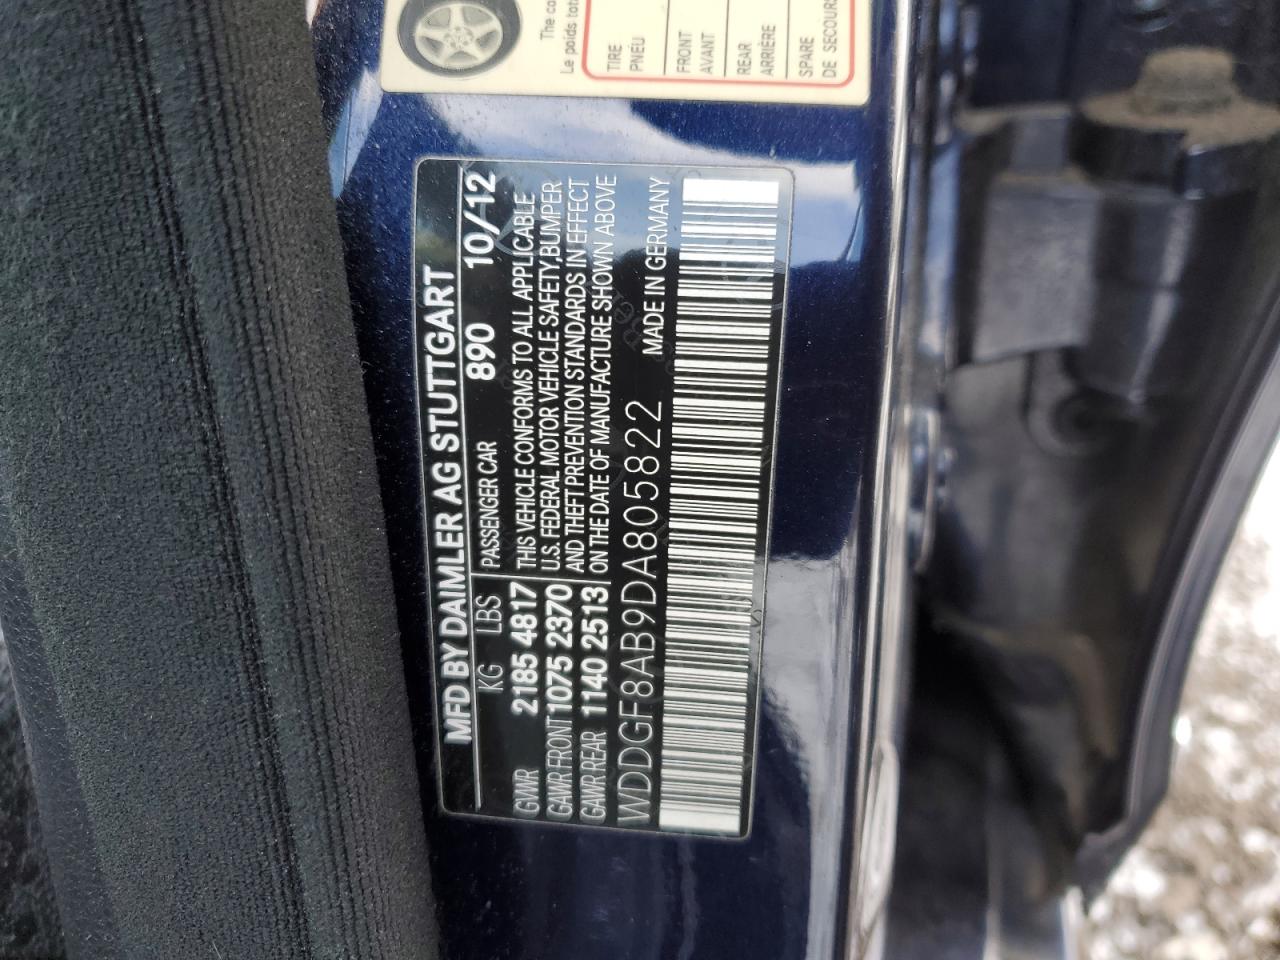 The
Le poids
TIRE
PNEU
FRONT
AVANT
REAR
ARRIÈRE
SPARE
DE SECOURS
MFD BY DAIMLER AG STUTTGART
KG LBS PASSENGER CAR 890 10/12
GVWR 2185 4817 THIS VEHICLE CONFORMS TO ALL APPLICABLE
GAWR FRONT 1075 2370 U.S. FEDERAL MOTOR VEHICLE SAFETY,BUMPER
GAWR REAR 1140 2513 AND THEFT PREVENTION STANDARDS IN EFFECT
ON THE DATE OF MANUFACTURE SHOWN ABOVE
WDDGF8AB9DA805822 MADE IN GERMANY